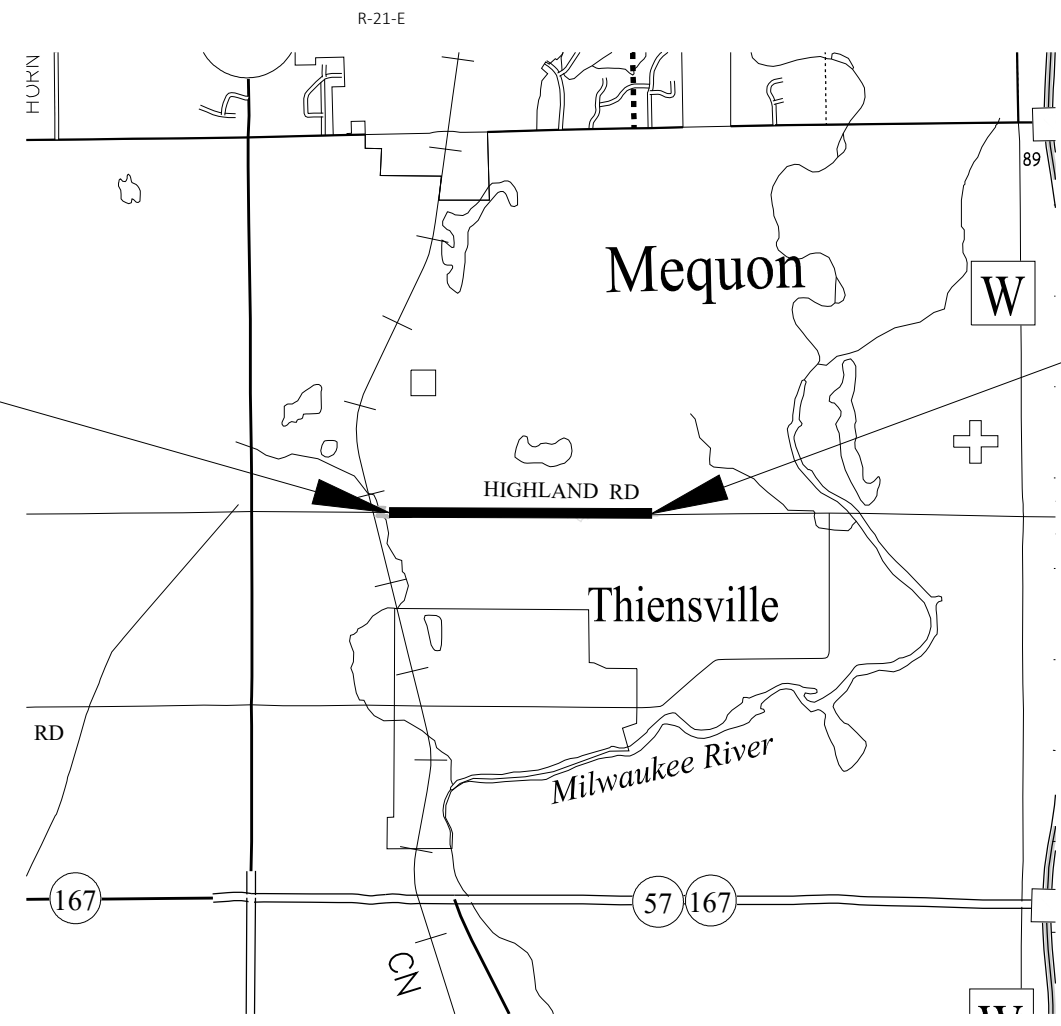 R-21-E
HORN
89
Mequon
W
HIGHLAND RD
Thiensville
RD
Milwaukee River
167
57
167
CN
W